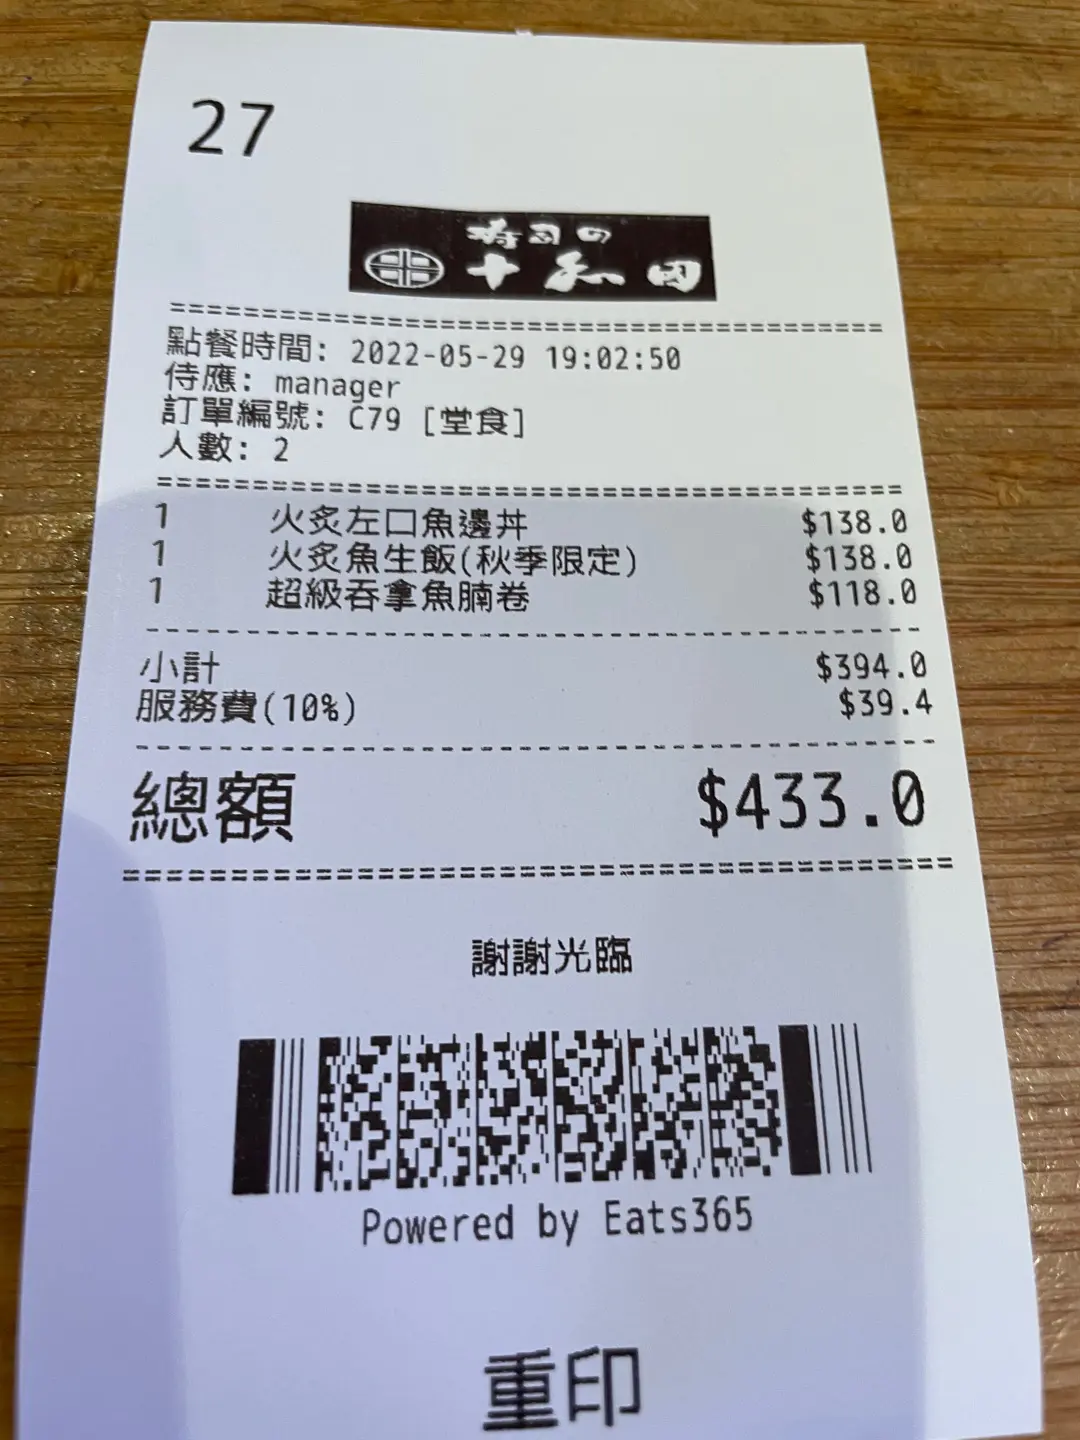 27
寿司の
十和田
================================
點餐時間: 2022-05-29 19:02:50
侍應: manager
訂單編號: C79 [堂食]
人數: 2
================================
1 火炙左口魚邊丼 $138.0
1 火炙魚生飯(秋季限定) $138.0
1 超級吞拿魚腩卷 $118.0
--------------------------------
小計 $394.0
服務費(10%) $39.4
--------------------------------
總額 $433.0
================================
謝謝光臨
Powered by Eats365
重印